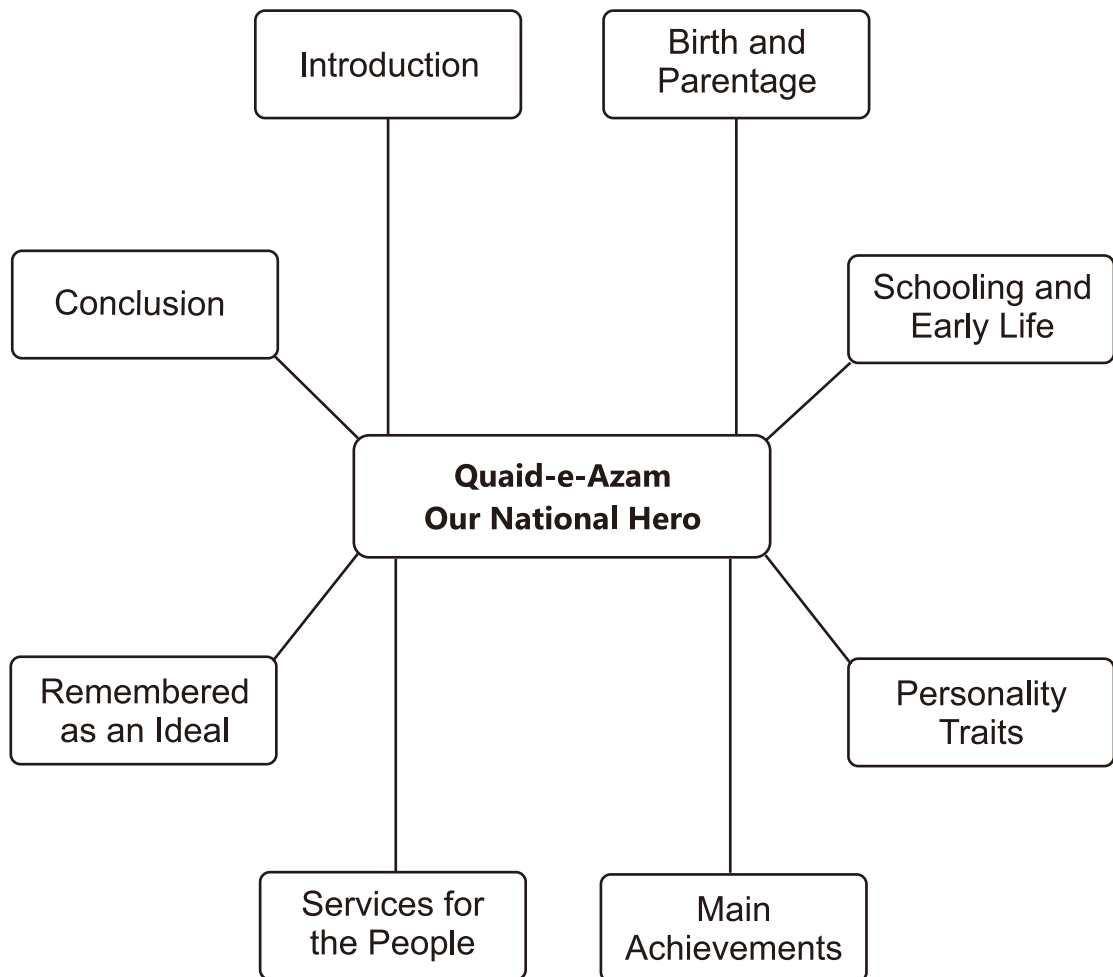 Introduction
Birth and
Parentage
Conclusion
Schooling and
Early Life
Quaid-e-Azam
Our National Hero
Remembered
as an Ideal
Personality
Traits
Services for
the People
Main
Achievements